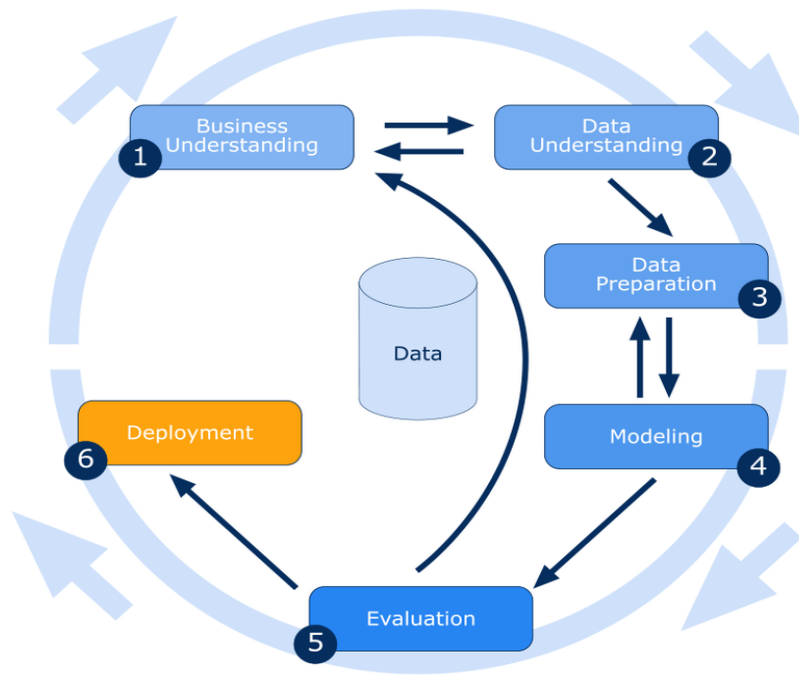 Business
Understanding
1
Data
Understanding
2
Data
Preparation
3
Data
Deployment
6
Modeling
4
Evaluation
5